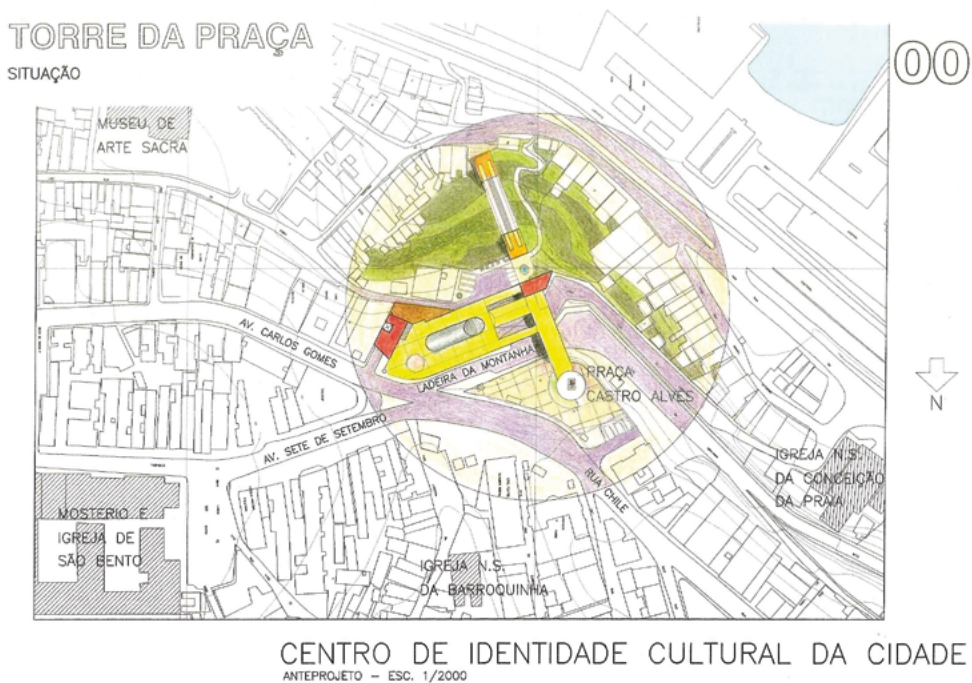 TORRE DA PRAÇA
SITUAÇÃO
00
MUSEU DE
ARTE SACRA
AV. CARLOS GOMES
LADEIRA DA MONTANHA
PRAÇA
CASTRO ALVES
AV. SETE DE SETEMBRO
RUA CHILE
N
IGREJA N.S.
DA CONCEIÇÃO
DA PRAIA
MOSTERIO E
IGREJA DE
SÃO BENTO
IGREJA N.S.
DA BARROQUINHA
CENTRO DE IDENTIDADE CULTURAL DA CIDADE
ANTEPROJETO – ESC. 1/2000